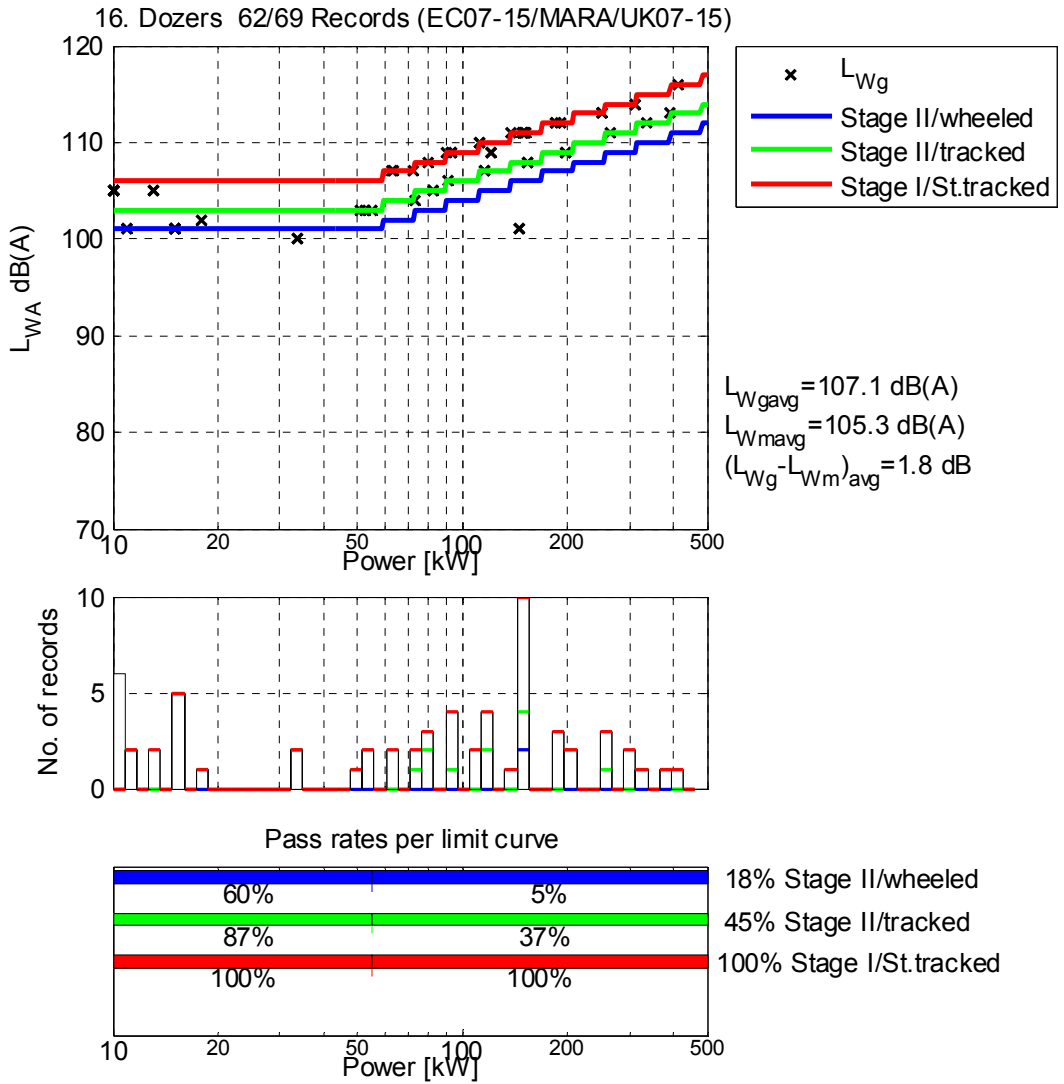 16. Dozers 62/69 Records (EC07-15/MARA/UK07-15)
120
110
100
90
80
70
L_WA dB(A)
10 20 50 100 200 500
Power [kW]
L_Wg
Stage II/wheeled
Stage II/tracked
Stage I/St.tracked
L_Wgavg=107.1 dB(A)
L_Wmavg=105.3 dB(A)
(L_Wg-L_Wm)_avg=1.8 dB
10
5
0
No. of records
Pass rates per limit curve
60% 5% 18% Stage II/wheeled
87% 37% 45% Stage II/tracked
100% 100% 100% Stage I/St.tracked
10 20 50 100 200 500
Power [kW]